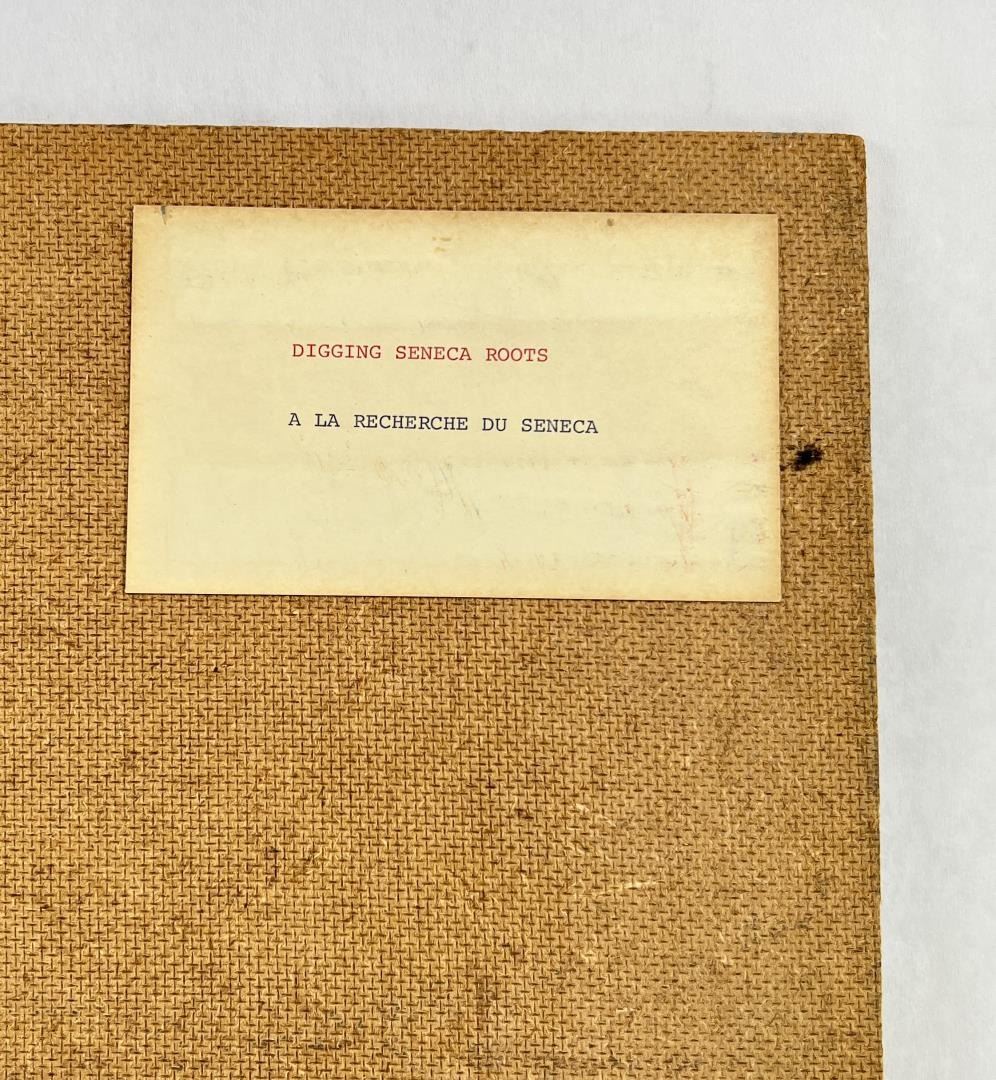 DIGGING SENECA ROOTS
A LA RECHERCHE DU SENECA